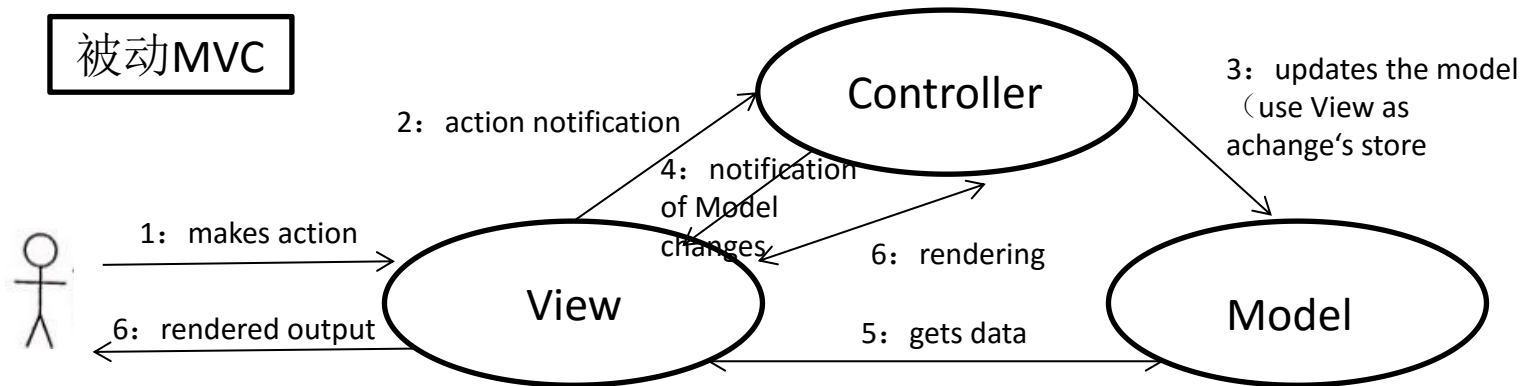 被动MVC
Controller
3：updates the model
（use View as
achange‘s store
2：action notification
4：notification
of Model
changes
1：makes action
6：rendering
View
Model
6：rendered output
5：gets data